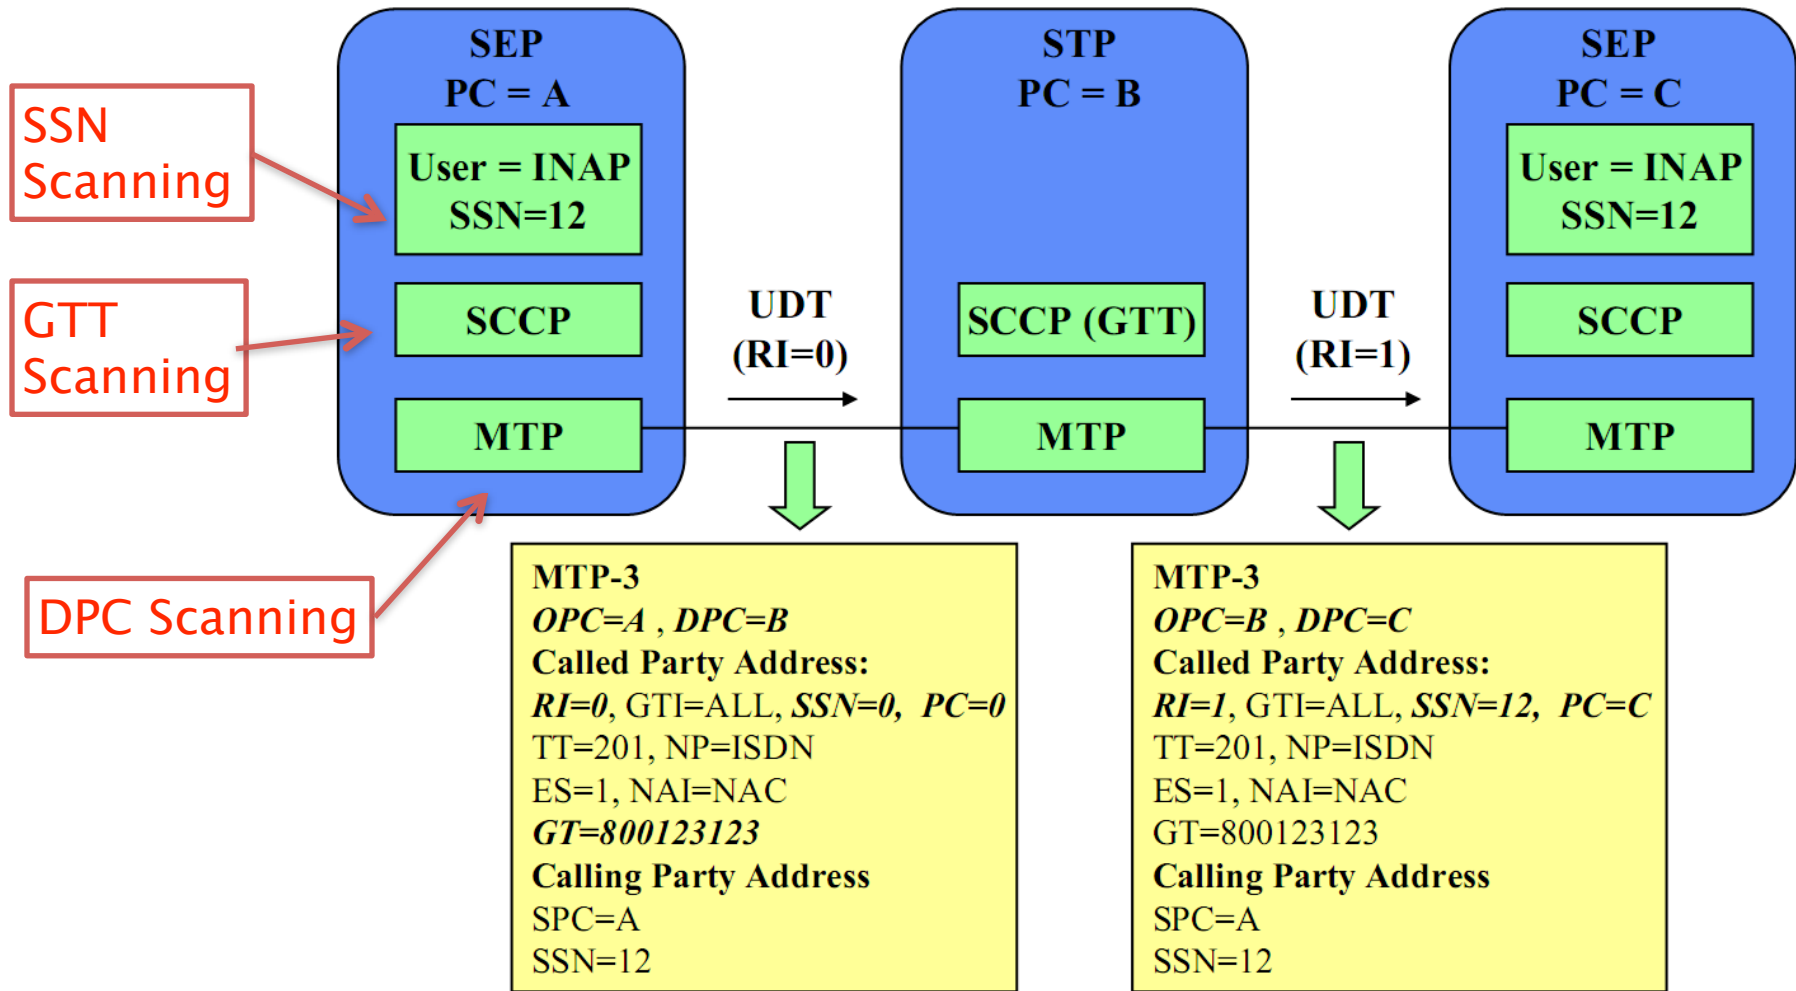 SSN
Scanning
GTT
Scanning
DPC Scanning
SEP
PC = A
User = INAP
SSN=12
SCCP
MTP
UDT
(RI=0)
STP
PC = B
SCCP (GTT)
MTP
UDT
(RI=1)
SEP
PC = C
User = INAP
SSN=12
SCCP
MTP
MTP-3
OPC=A , DPC=B
Called Party Address:
RI=0, GTI=ALL, SSN=0, PC=0
TT=201, NP=ISDN
ES=1, NAI=NAC
GT=800123123
Calling Party Address
SPC=A
SSN=12
MTP-3
OPC=B , DPC=C
Called Party Address:
RI=1, GTI=ALL, SSN=12, PC=C
TT=201, NP=ISDN
ES=1, NAI=NAC
GT=800123123
Calling Party Address
SPC=A
SSN=12